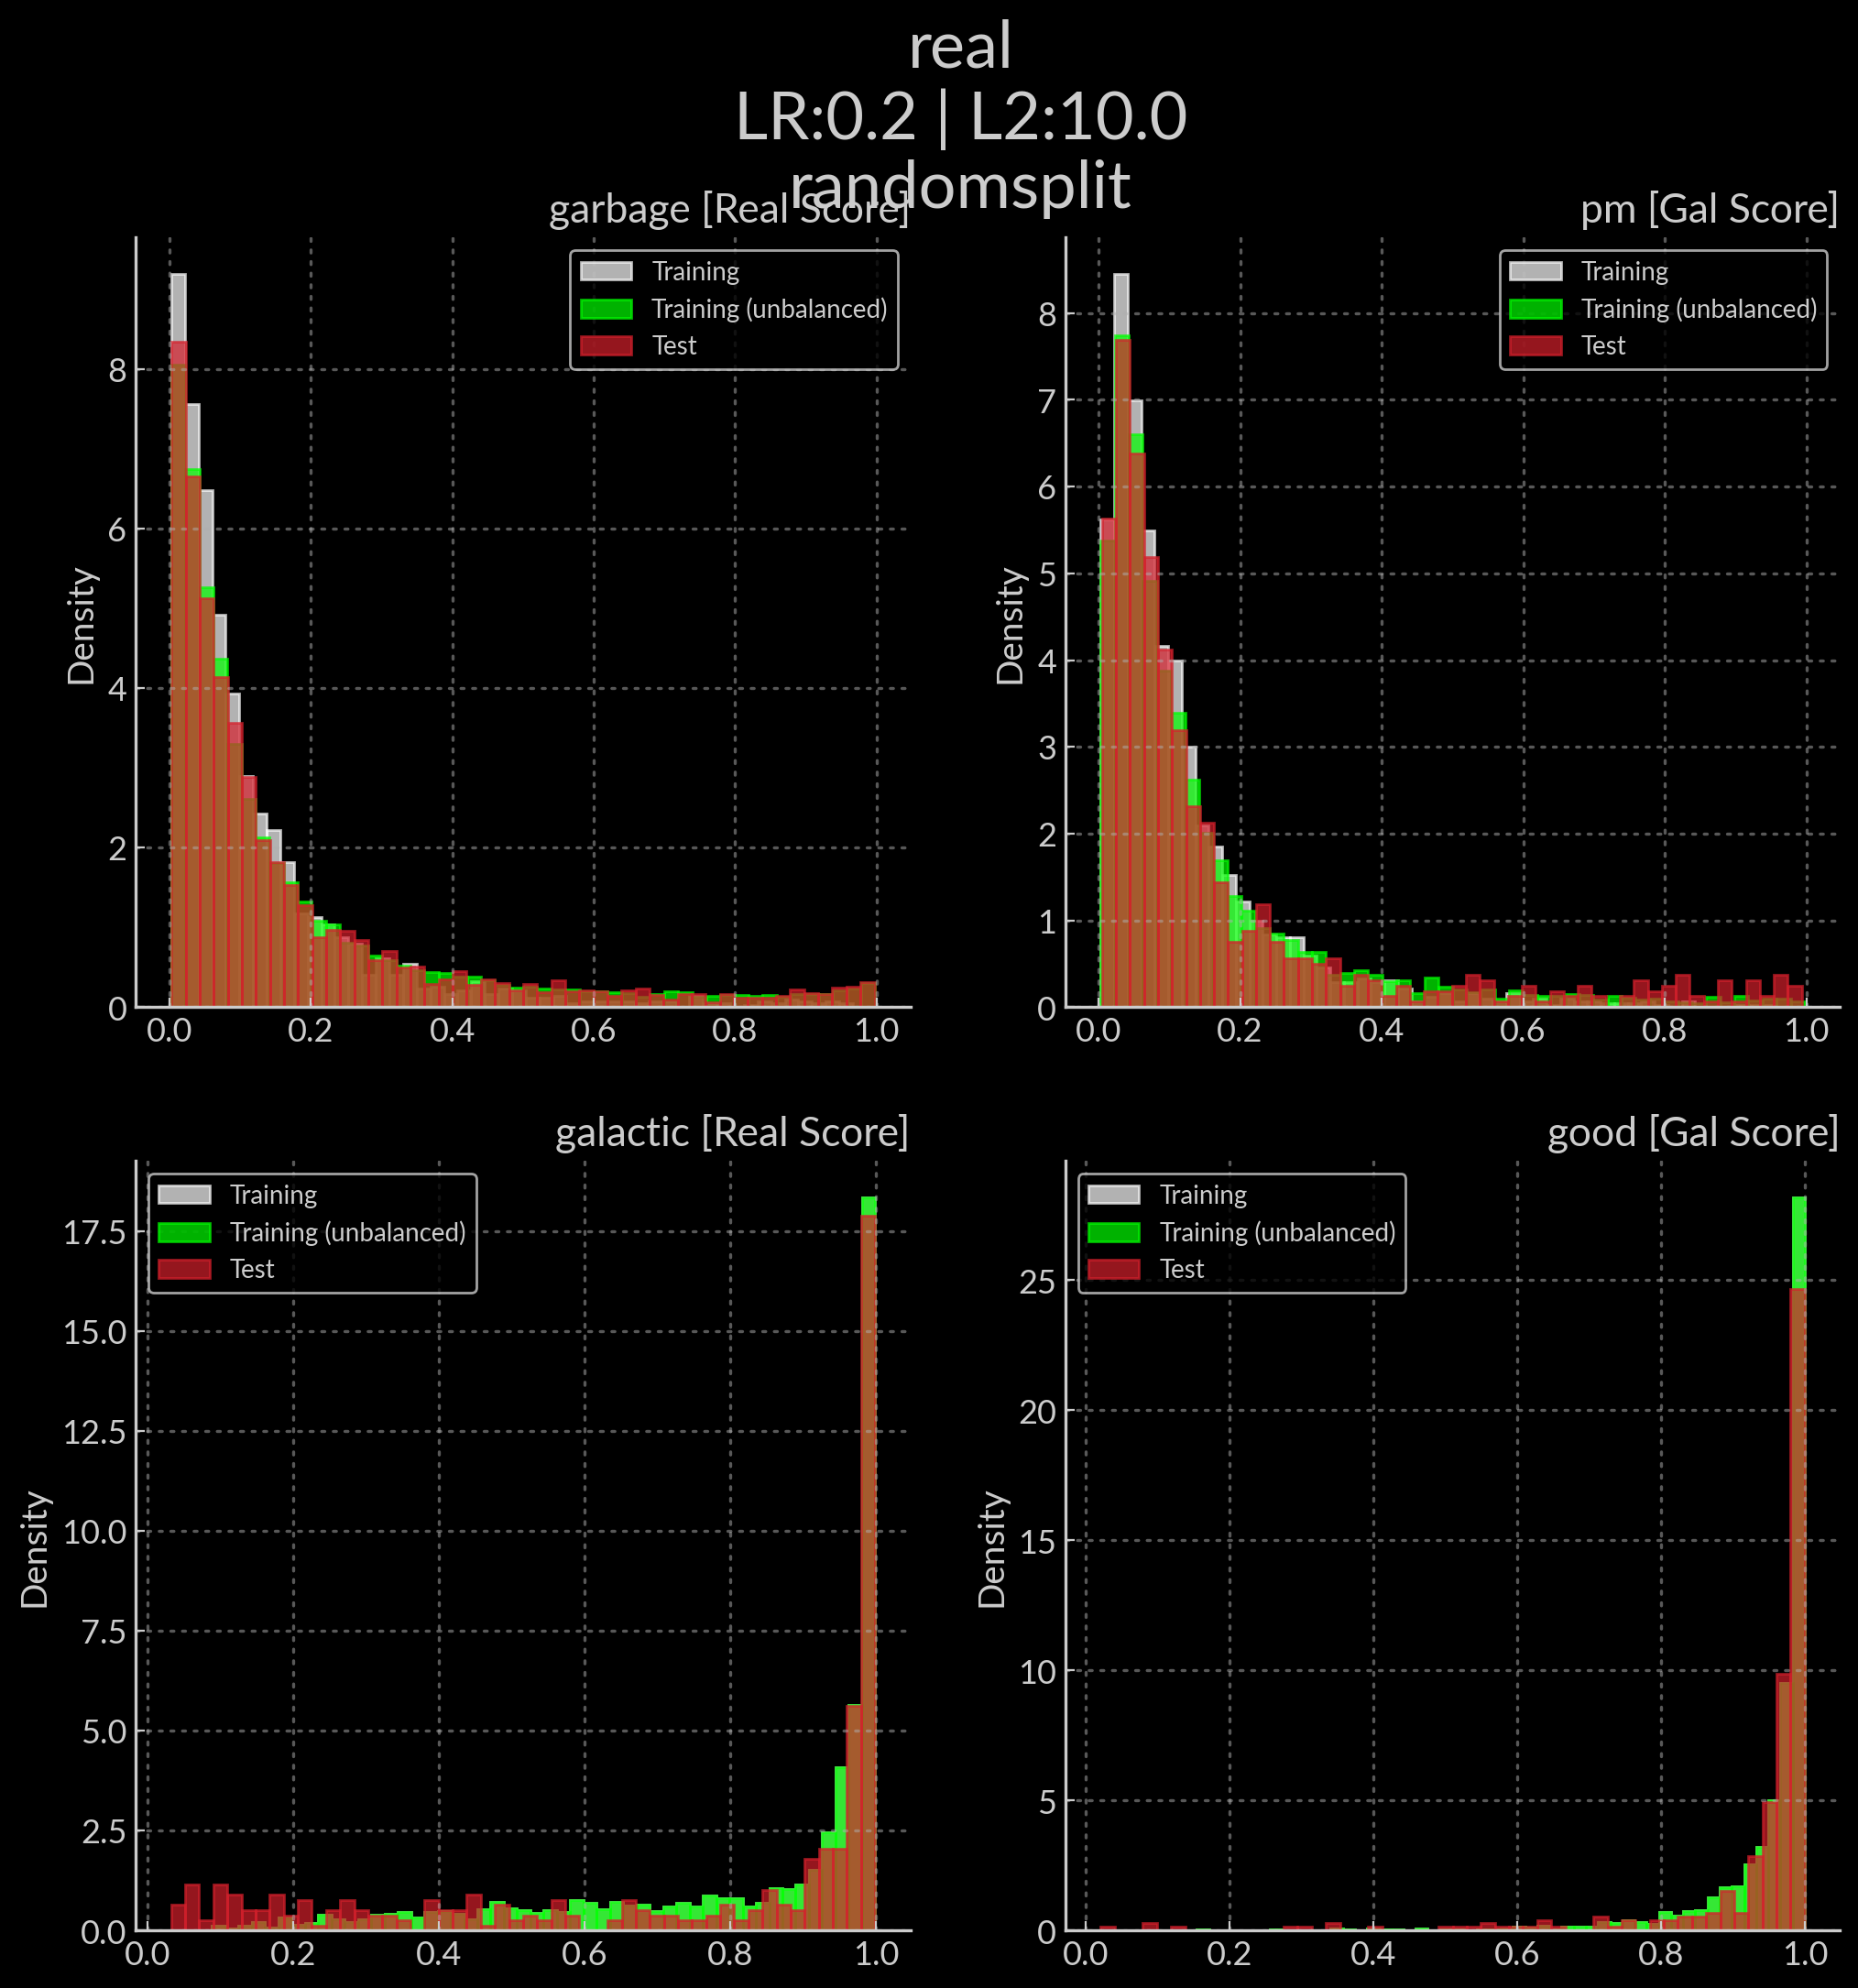 real
LR:0.2 | L2:10.0
randomsplit
garbage [Real Score]
Training
Training (unbalanced)
Test
Density
8
6
4
2
0
0.0 0.2 0.4 0.6 0.8 1.0
pm [Gal Score]
Training
Training (unbalanced)
Test
Density
8
7
6
5
4
3
2
1
0
0.0 0.2 0.4 0.6 0.8 1.0
galactic [Real Score]
Training
Training (unbalanced)
Test
Density
17.5
15.0
12.5
10.0
7.5
5.0
2.5
0.0
0.0 0.2 0.4 0.6 0.8 1.0
good [Gal Score]
Training
Training (unbalanced)
Test
Density
25
20
15
10
5
0
0.0 0.2 0.4 0.6 0.8 1.0